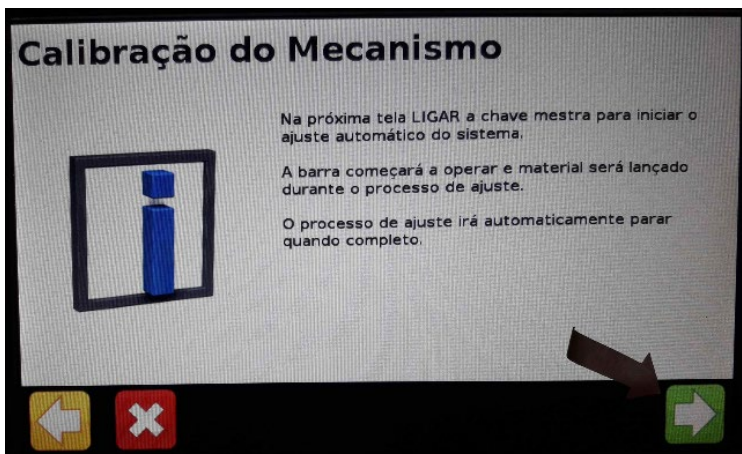 Calibração do Mecanismo
Na próxima tela LIGAR a chave mestra para iniciar o
ajuste automático do sistema.
A barra começará a operar e material será lançado
durante o processo de ajuste.
O processo de ajuste irá automaticamente parar
quando completo.